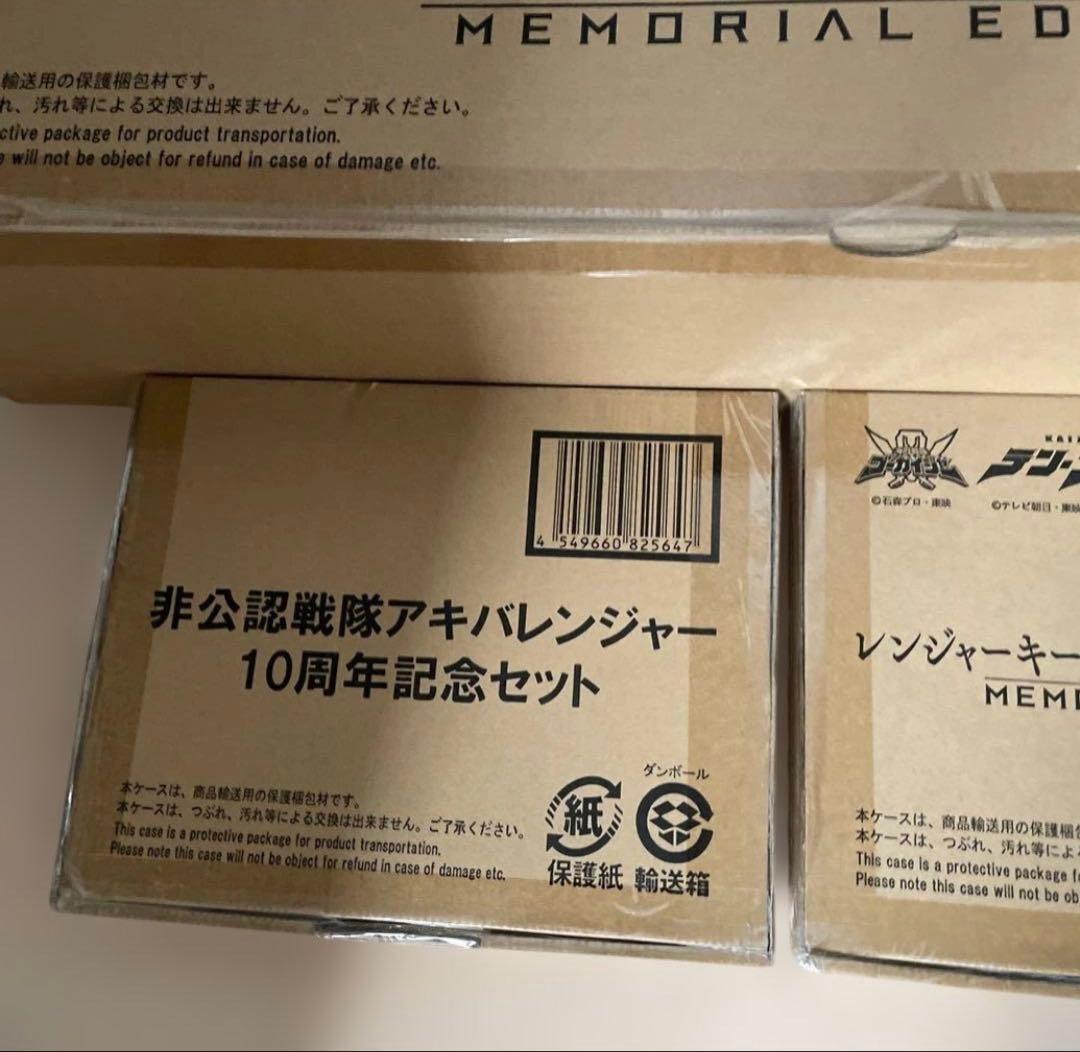 MEMORIAL ED
輸送用の保護梱包材です。
れ、汚れ等による交換は出来ません。ご了承ください。
ctive package for product transportation.
e will not be object for refund in case of damage etc.
4 549660 825647
非公認戦隊アキバレンジャー
10周年記念セット
本ケースは、商品輸送用の保護梱包材です。
本ケースは、つぶれ、汚れ等による交換は出来ません。ご了承ください。
This case is a protective package for product transportation.
Please note this case will not be object for refund in case of damage etc.
ダンボール
紙
保護紙 輸送箱
ゴーカイジャー
©石森プロ・東映
©テレビ朝日・東映
レンジャーキー
MEM
本ケースは、商品輸送用の保護梱包
本ケースは、つぶれ、汚れ等によ
This case is a protective package f
Please note this case will not be ob